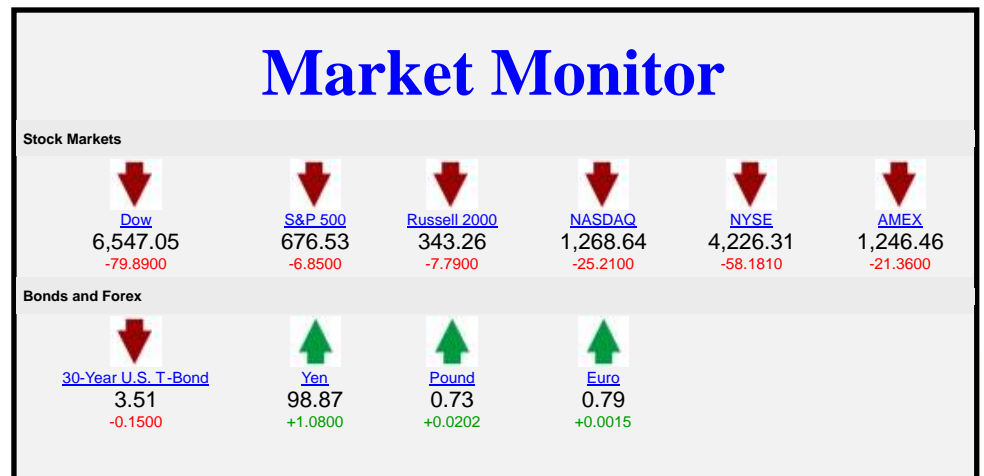 Market Monitor
Stock Markets
Dow S&P 500 Russell 2000 NASDAQ NYSE AMEX
6,547.05 676.53 343.26 1,268.64 4,226.31 1,246.46
-79.8900 -6.8500 -7.7900 -25.2100 -58.1810 -21.3600
Bonds and Forex
30-Year U.S. T-Bond Yen Pound Euro
3.51 98.87 0.73 0.79
-0.1500 +1.0800 +0.0202 +0.0015